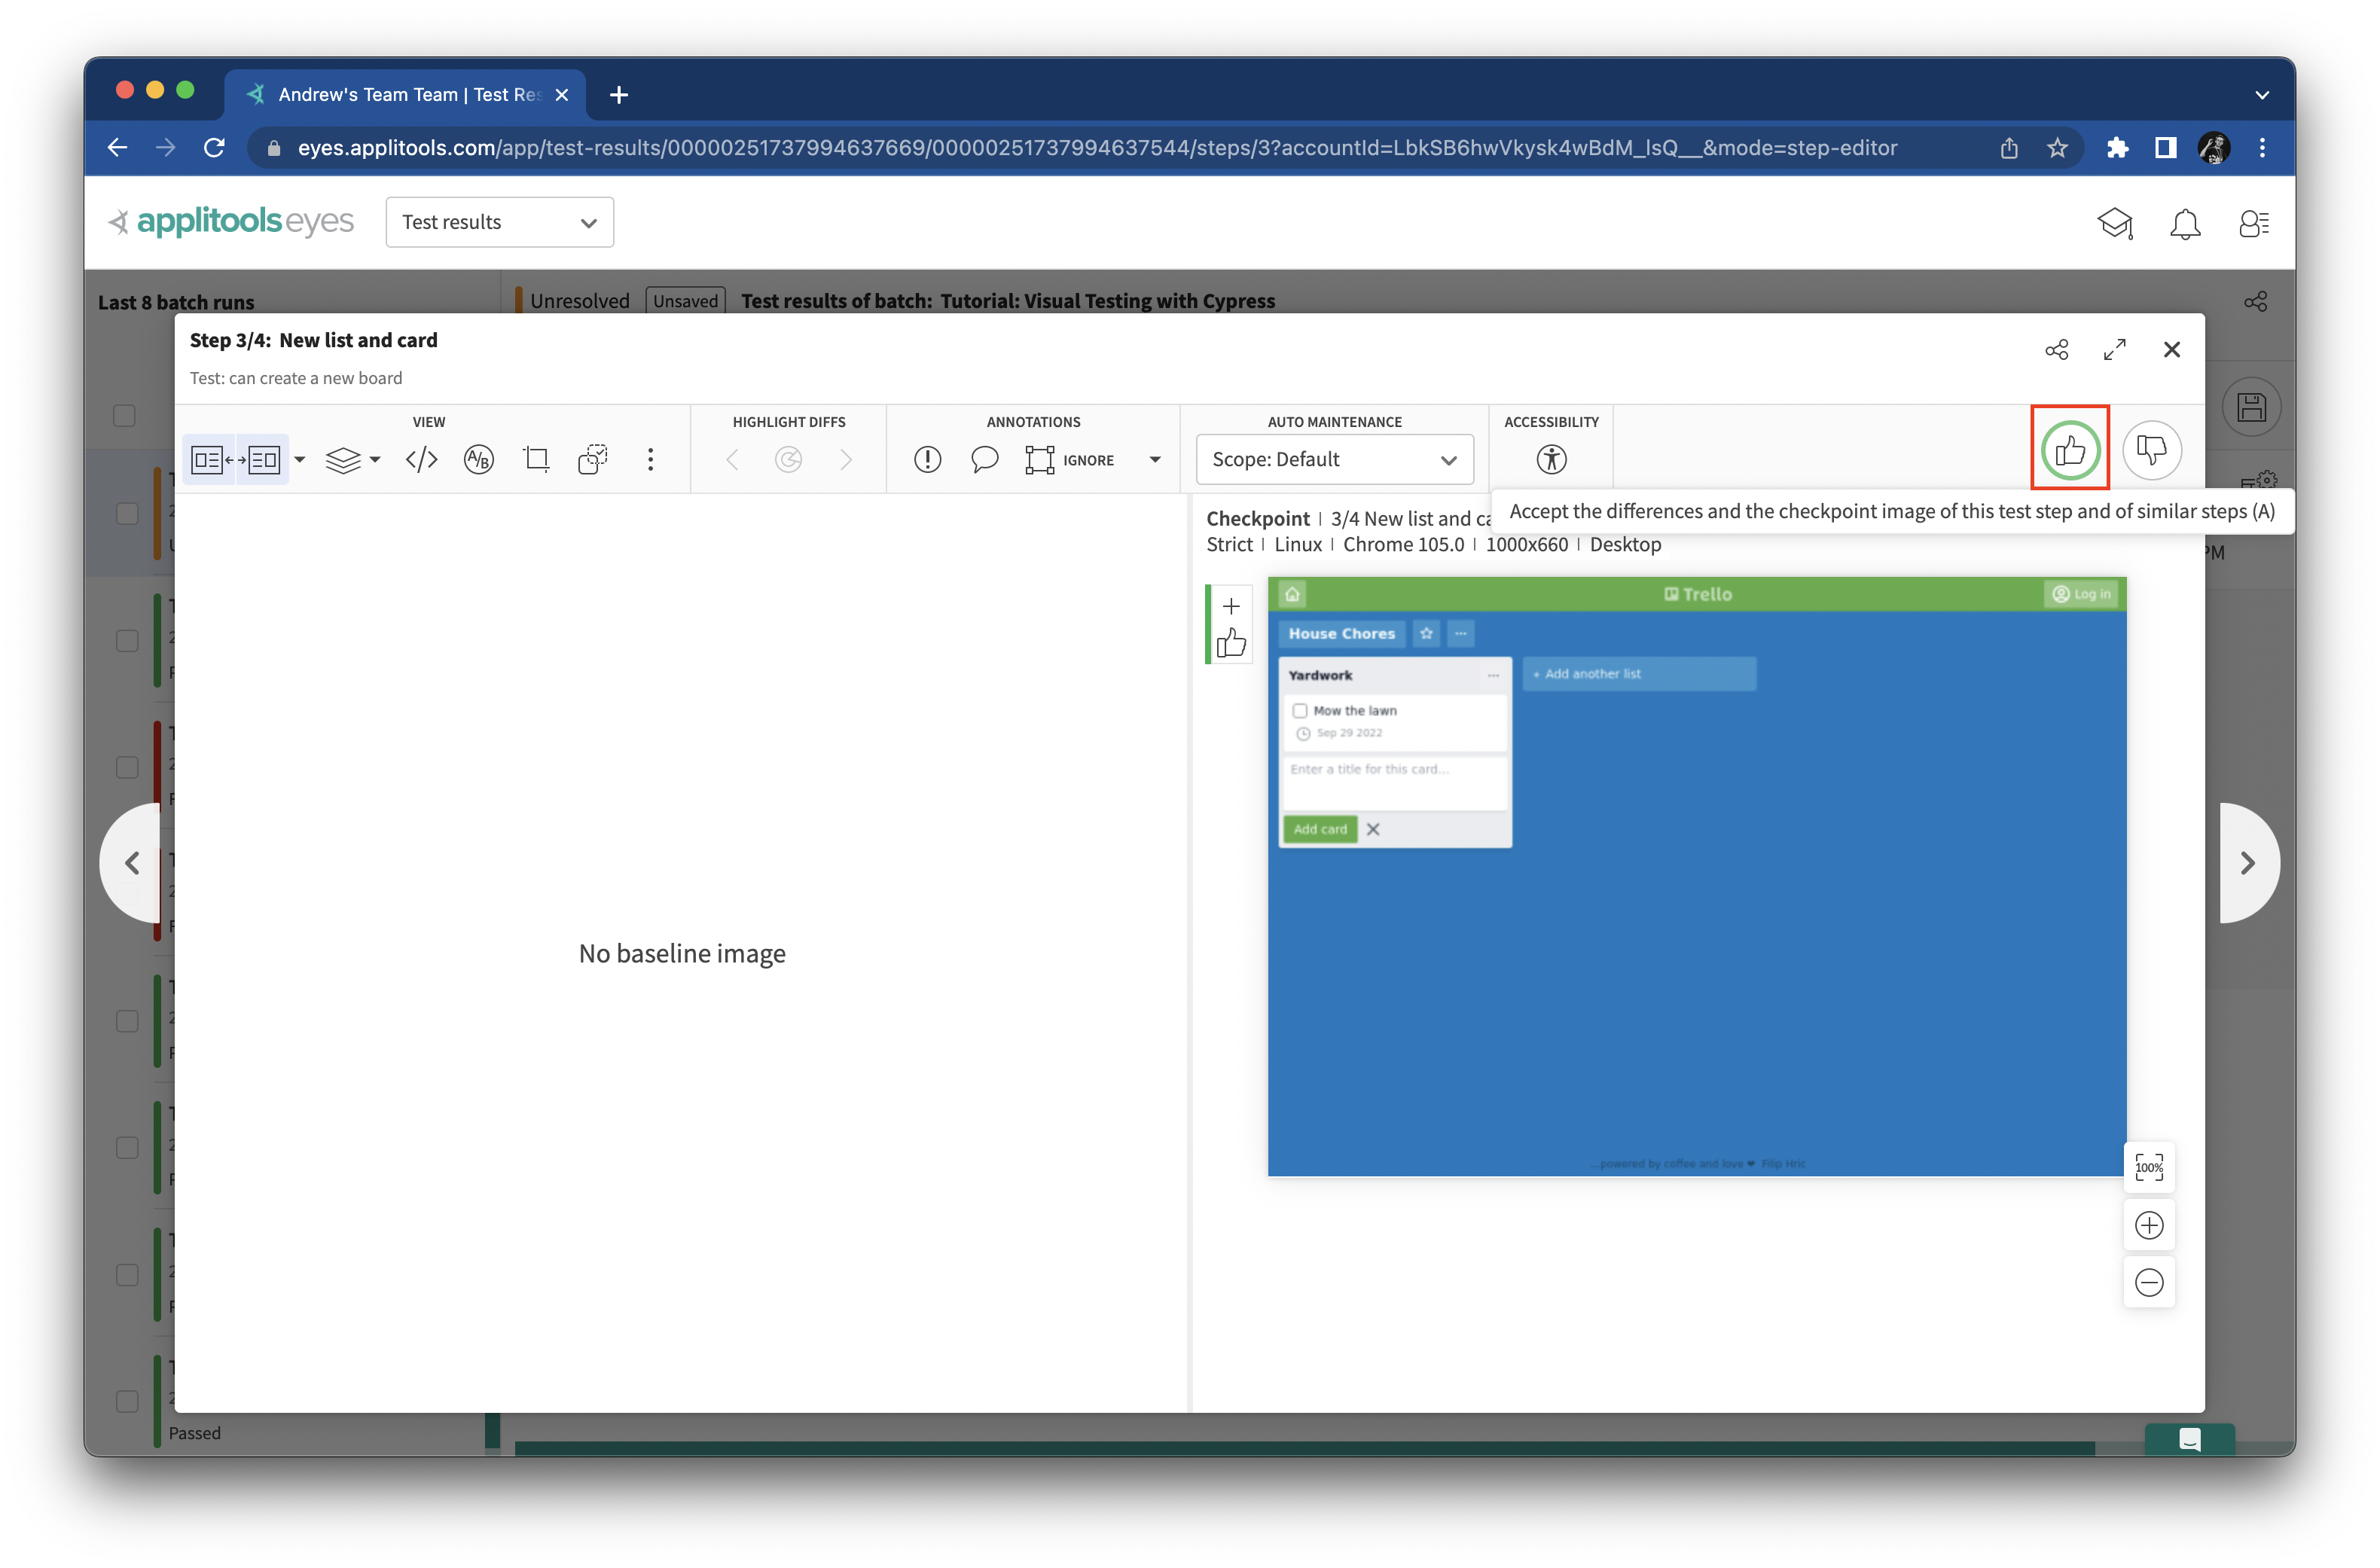 Andrew's Team Team | Test Res
eyes.applitools.com/app/test-results/00000251737994637669/00000251737994637544/steps/3?accountId=LbkSB6hwVkysk4wBdM_lsQ__&mode=step-editor
applitools eyes
Test results
Last 8 batch runs
Unresolved Unsaved Test results of batch: Tutorial: Visual Testing with Cypress
Step 3/4: New list and card
Test: can create a new board
VIEW HIGHLIGHT DIFFS ANNOTATIONS AUTO MAINTENANCE ACCESSIBILITY
A/B IGNORE Scope: Default
Accept the differences and the checkpoint image of this test step and of similar steps (A)
Checkpoint | 3/4 New list and ca
Strict | Linux | Chrome 105.0 | 1000x660 | Desktop
PM
Trello
Log in
House Chores
Yardwork
+ Add another list
Mow the lawn
Sep 29 2022
Enter a title for this card...
Add card
No baseline image
...powered by coffee and love ❤ Filip Hric
100%
Passed